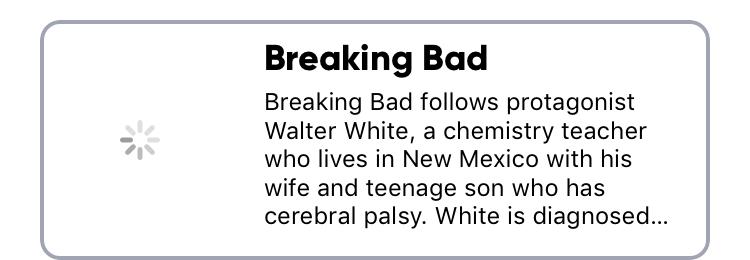 Breaking Bad
Breaking Bad follows protagonist
Walter White, a chemistry teacher
who lives in New Mexico with his
wife and teenage son who has
cerebral palsy. White is diagnosed...